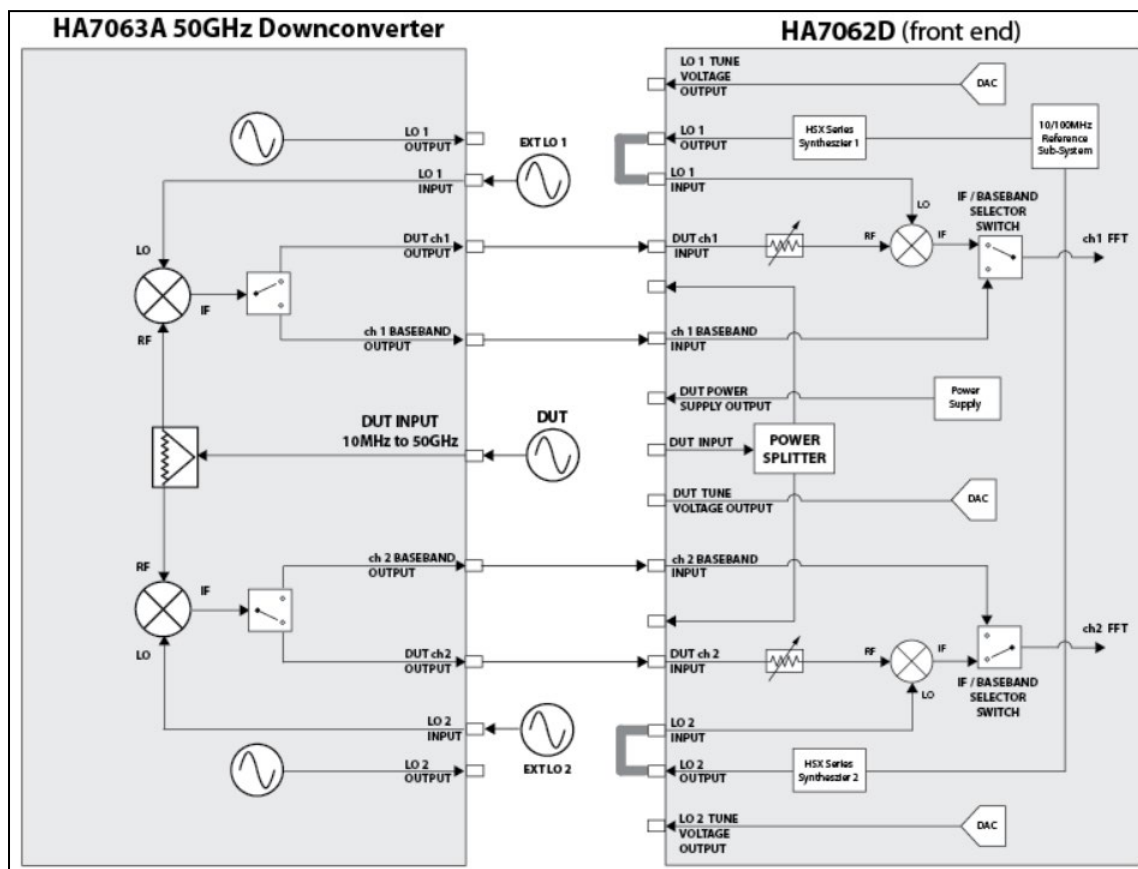 HA7063A 50GHz Downconverter
LO 1
OUTPUT
EXT LO 1
LO 1
INPUT
LO
DUT ch1
OUTPUT
IF
RF
ch 1 BASEBAND
OUTPUT
DUT INPUT
10MHz to 50GHz
DUT
ch 2 BASEBAND
OUTPUT
RF
IF
LO
DUT ch2
OUTPUT
LO 2
INPUT
EXT LO 2
LO 2
OUTPUT
HA7062D (front end)
LO 1 TUNE
VOLTAGE
OUTPUT
DAC
LO 1
OUTPUT
HSX Series
Syntheszier 1
10/100MHz
Reference
Sub-System
LO 1
INPUT
LO
IF / BASEBAND
SELECTOR
SWITCH
DUT ch1
INPUT
RF
IF
ch1 FFT
ch 1 BASEBAND
INPUT
DUT POWER
SUPPLY OUTPUT
Power
Supply
DUT INPUT
POWER
SPLITTER
DUT TUNE
VOLTAGE OUTPUT
DAC
ch 2 BASEBAND
INPUT
ch2 FFT
DUT ch 2
INPUT
RF
IF
LO
IF / BASEBAND
SELECTOR
SWITCH
LO 2
INPUT
LO 2
OUTPUT
HSX Series
Syntheszier 2
LO 2 TUNE
VOLTAGE
OUTPUT
DAC